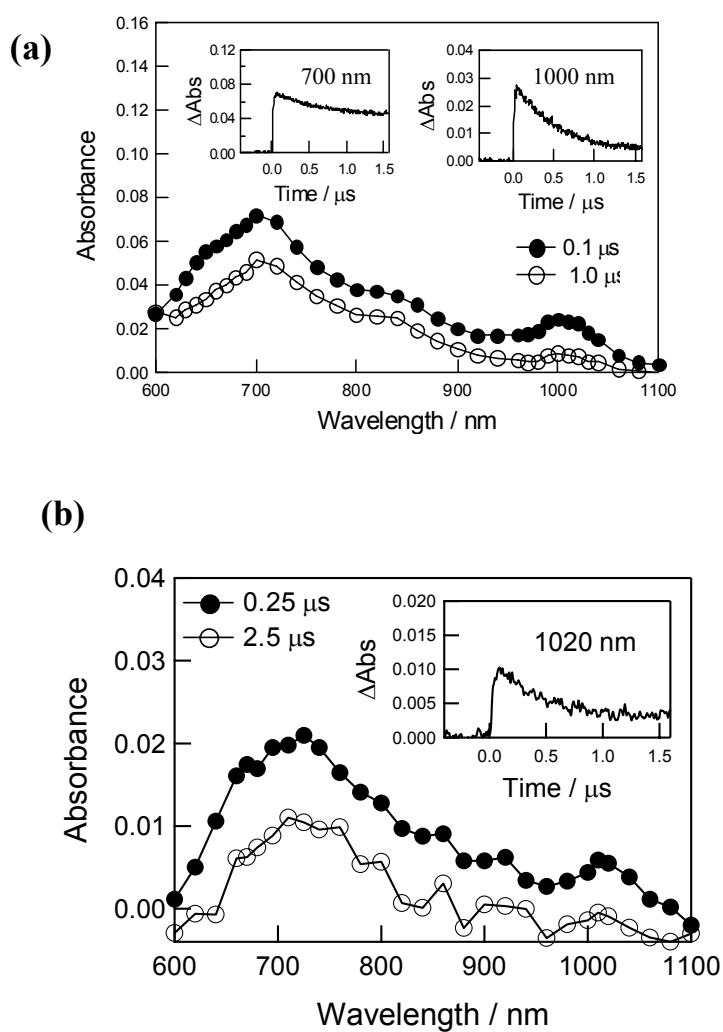 (a)
0.16
0.14
0.12
0.10
0.08
0.06
0.04
0.02
0.00
Absorbance
600 700 800 900 1000 1100
Wavelength / nm
0.12
0.08
0.04
0.00
ΔAbs
700 nm
0.0 0.5 1.0 1.5
Time / μs
0.04
0.03
0.02
0.01
0.00
ΔAbs
1000 nm
0.0 0.5 1.0 1.5
Time / μs
0.1 μs
1.0 μs
(b)
0.04
0.03
0.02
0.01
0.00
Absorbance
600 700 800 900 1000 1100
Wavelength / nm
0.25 μs
2.5 μs
0.020
0.015
0.010
0.005
0.000
ΔAbs
1020 nm
0.0 0.5 1.0 1.5
Time / μs